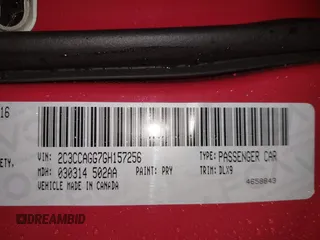 16
VIN: 2C3CCAGG7GH157256 TYPE: PASSENGER CAR
ETY, MDH: 030314 502AA PAINT: PRY TRIM: DLX9
VEHICLE MADE IN CANADA 4658843
DREAMBID